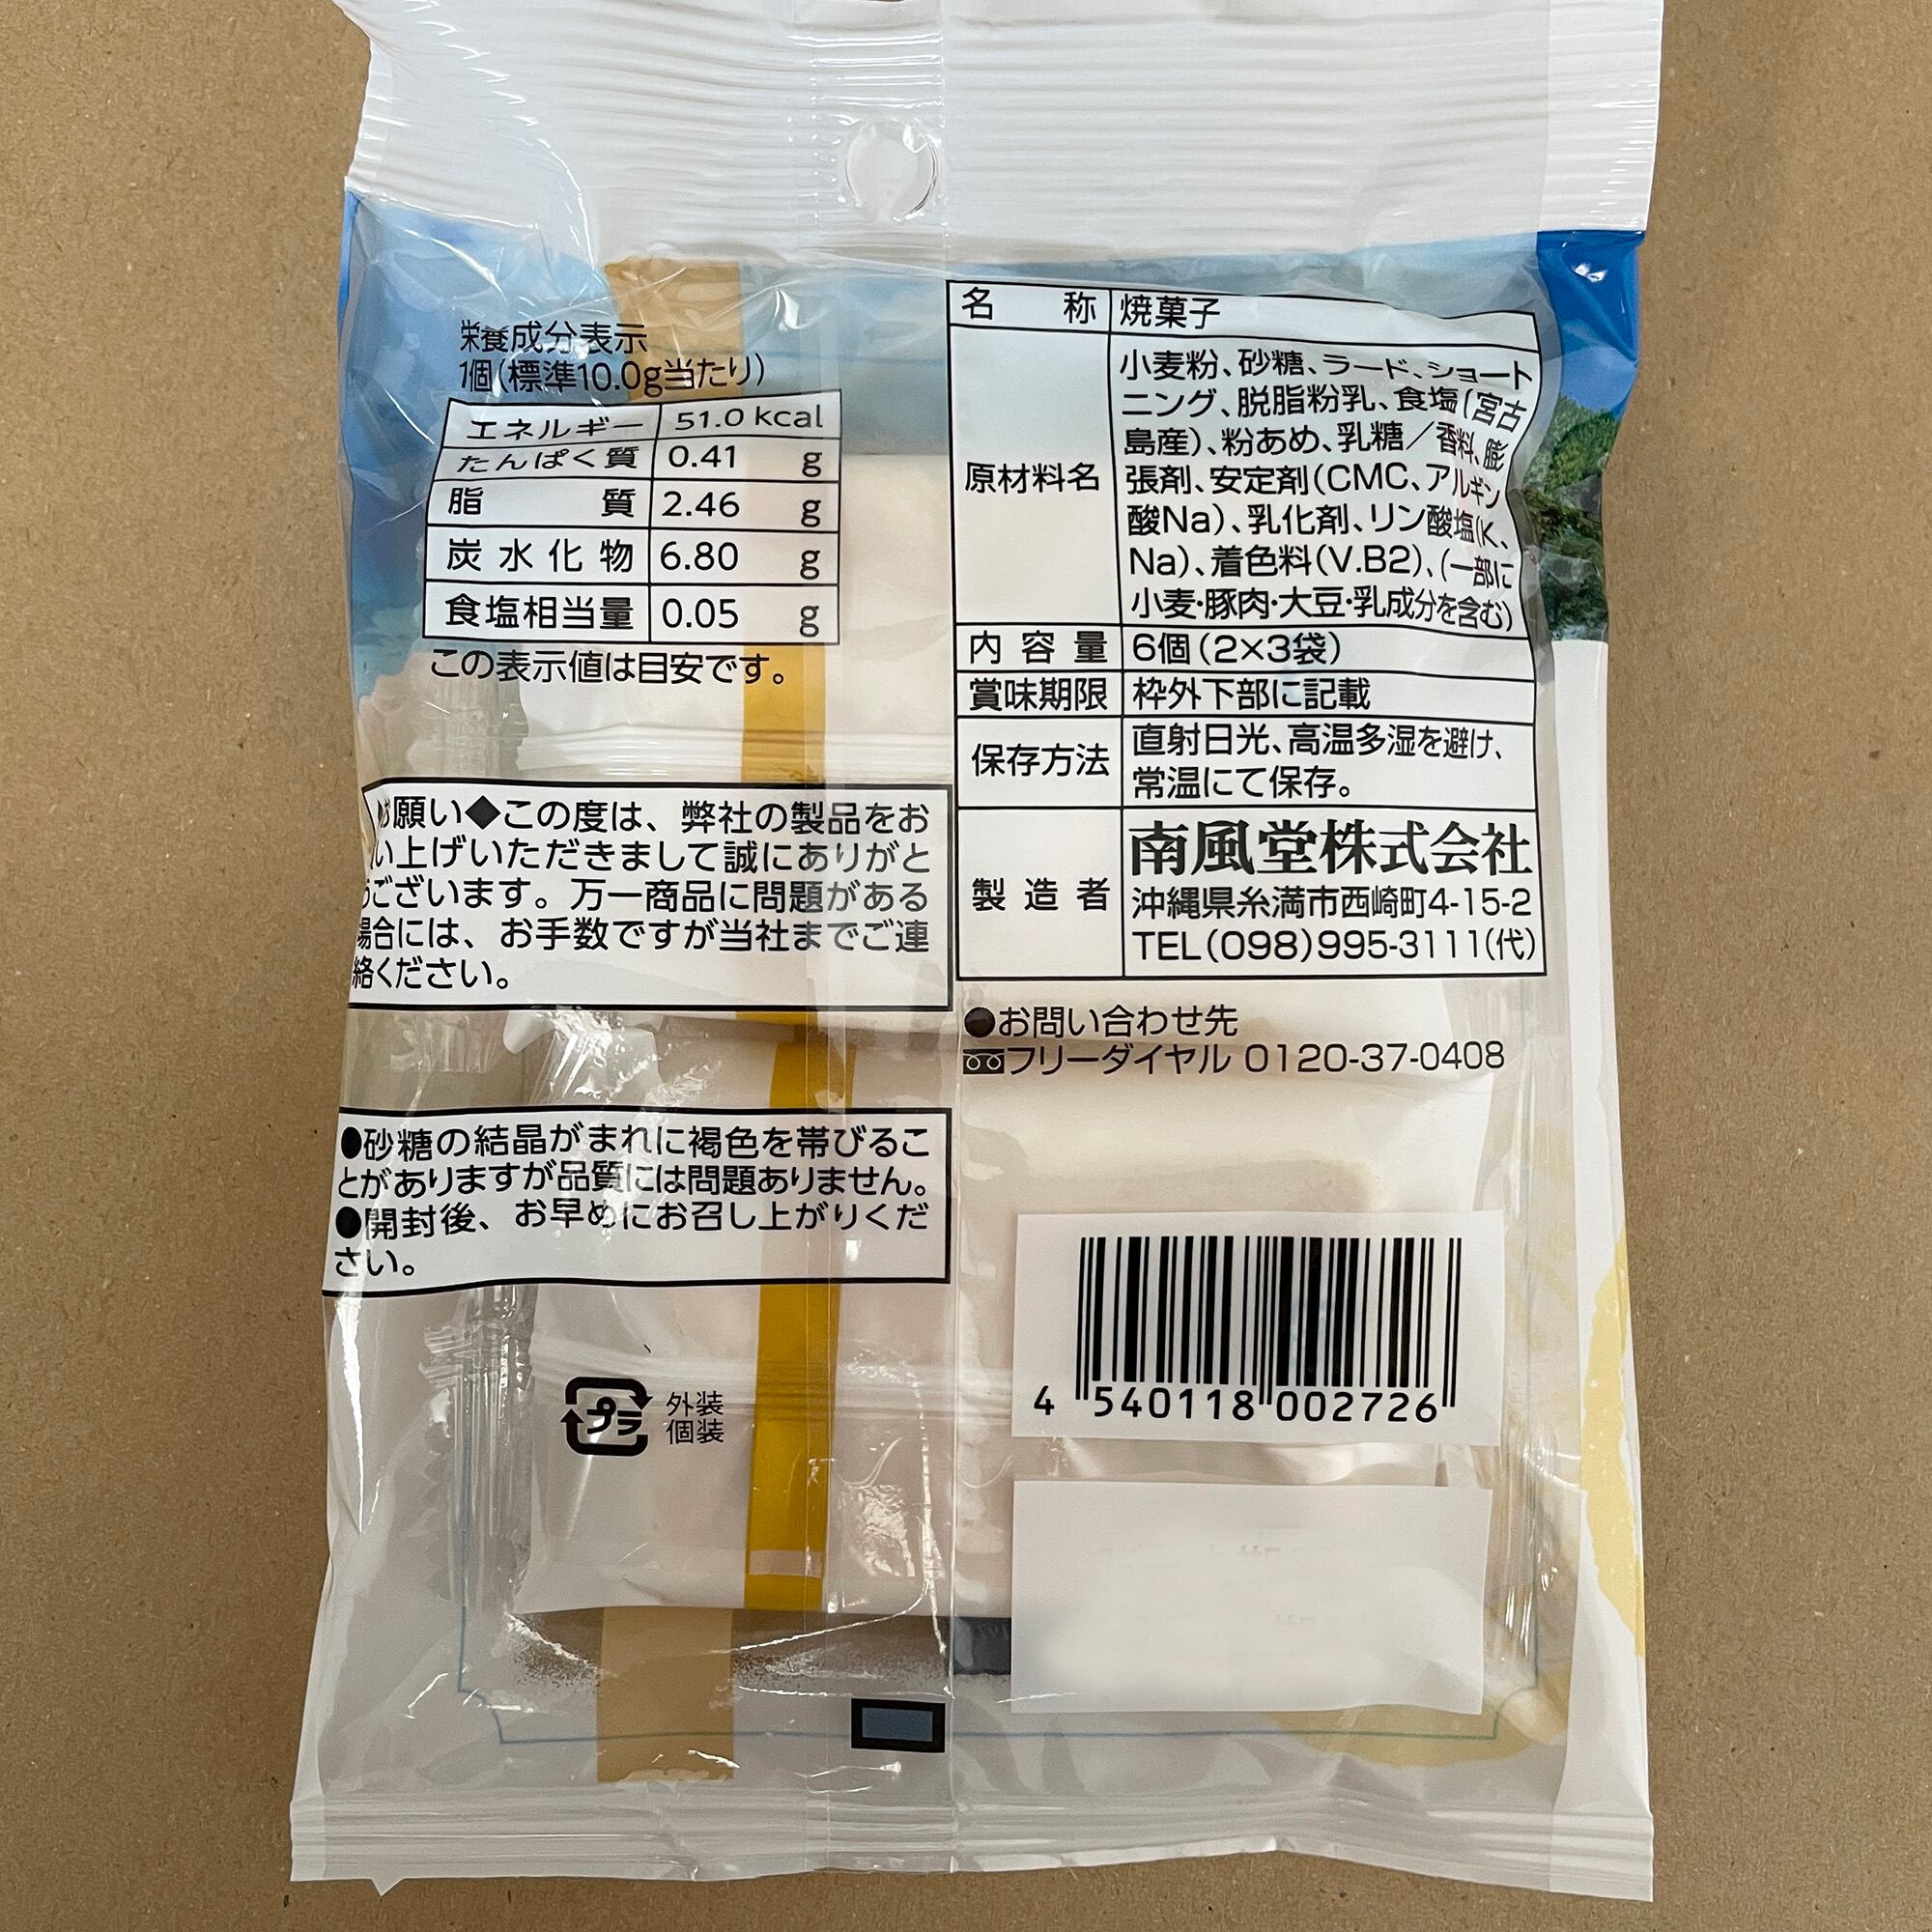 栄養成分表示
1個(標準10.0g当たり)
エネルギー 51.0 kcal
たんぱく質 0.41 g
脂質 2.46 g
炭水化物 6.80 g
食塩相当量 0.05 g
この表示値は目安です。
お願い◆この度は、弊社の製品をお
い上げいただきまして誠にありがと
うございます。万一商品に問題がある
場合には、お手数ですが当社までご連
絡ください。
●砂糖の結晶がまれに褐色を帯びるこ
とがありますが品質には問題ありません。
●開封後、お早めにお召し上がりくだ
さい。
プラ
外装
個装
名称 焼菓子
原材料名
小麦粉、砂糖、ラード、ショート
ニング、脱脂粉乳、食塩(宮古
島産)、粉あめ、乳糖／香料、膨
張剤、安定剤(CMC、アルギン
酸Na)、乳化剤、リン酸塩(K、
Na)、着色料(V.B2)、(一部に
小麦・豚肉・大豆・乳成分を含む)
内容量 6個(2×3袋)
賞味期限 枠外下部に記載
保存方法
直射日光、高温多湿を避け、
常温にて保存。
製造者
南風堂株式会社
沖縄県糸満市西崎町4-15-2
TEL(098)995-3111(代)
●お問い合わせ先
フリーダイヤル 0120-37-0408
4 540118 002726